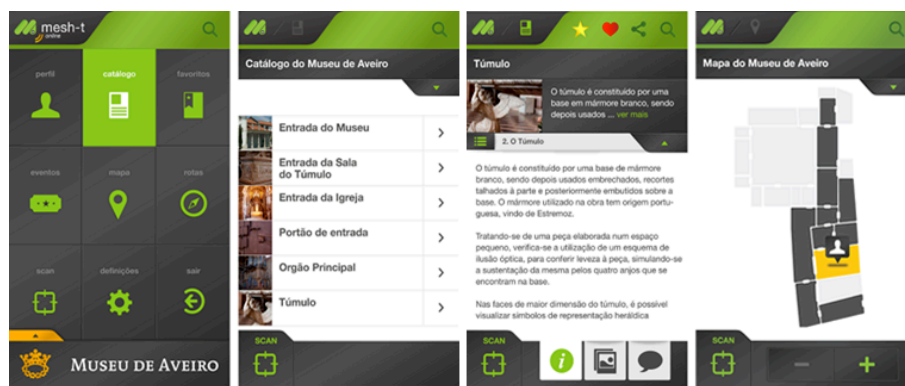 mesh-t
online
perfil
catálogo
favoritos
eventos
mapa
rotas
scan
definições
sair
MUSEU DE AVEIRO
Catálogo do Museu de Aveiro
Entrada do Museu
Entrada da Sala
do Túmulo
Entrada da Igreja
Portão de entrada
Orgão Principal
Túmulo
SCAN
Túmulo
O túmulo é constituído por uma
base em mármore branco, sendo
depois usados ... ver mais
2. O Túmulo
O túmulo é constituído por uma base de mármore
branco, sendo depois usados embrechados, recortes
talhados à parte e posteriormente embutidos sobre a
base. O mármore utilizado na obra tem origem portu-
guesa, vindo de Estremoz.
Tratando-se de uma peça elaborada num espaço
pequeno, verifica-se a utilização de um esquema de
ilusão óptica, para conferir leveza à peça, simulando-se
a sustentação da mesma pelos quatro anjos que se
encontram na base.
Nas faces de maior dimensão do túmulo, é possível
visualizar símbolos de representação heráldica
SCAN
Mapa do Museu de Aveiro
SCAN